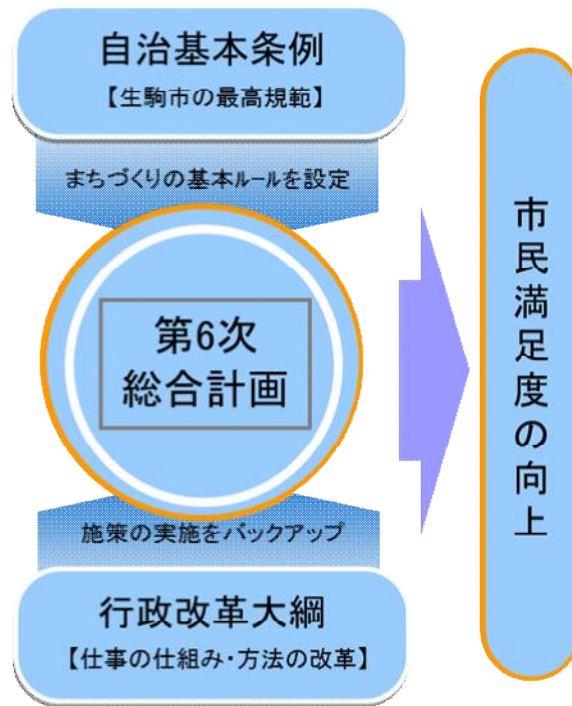 自治基本条例
【生駒市の最高規範】
まちづくりの基本ルールを設定
第6次
総合計画
施策の実施をバックアップ
行政改革大綱
【仕事の仕組み・方法の改革】
市民満足度の向上